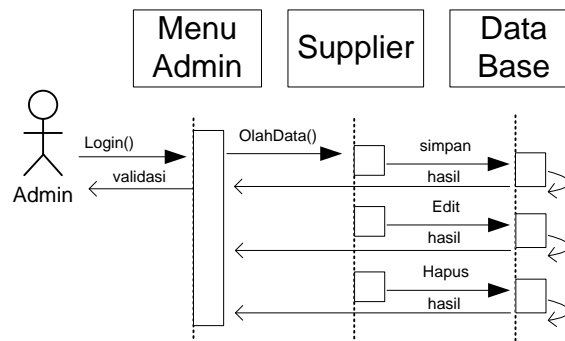 Menu
Admin
Supplier
Data
Base
Login()
validasi
Admin
OlahData()
simpan
hasil
Edit
hasil
Hapus
hasil